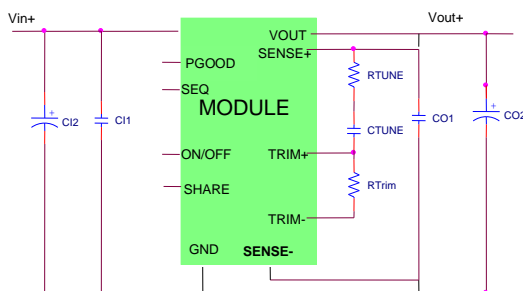 Vin+
Vout+
VOUT
SENSE+
PGOOD
RTUNE
SEQ
MODULE
+
CI2
CI1
CTUNE
CO1
+
CO2
ON/OFF
TRIM+
SHARE
RTrim
TRIM-
GND
SENSE-